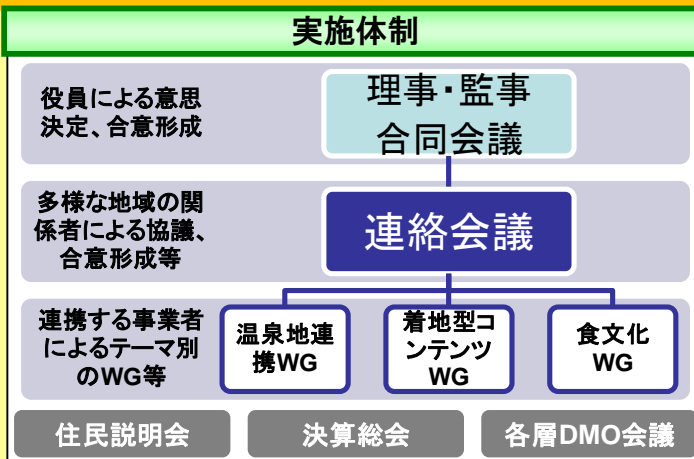 実施体制
役員による意思
決定、合意形成
理事・監事
合同会議
多様な地域の関
係者による協議、
合意形成等
連絡会議
連携する事業者
によるテーマ別
のWG等
温泉地連
携WG
着地型コ
ンテンツ
WG
食文化
WG
住民説明会
決算総会
各層DMO会議